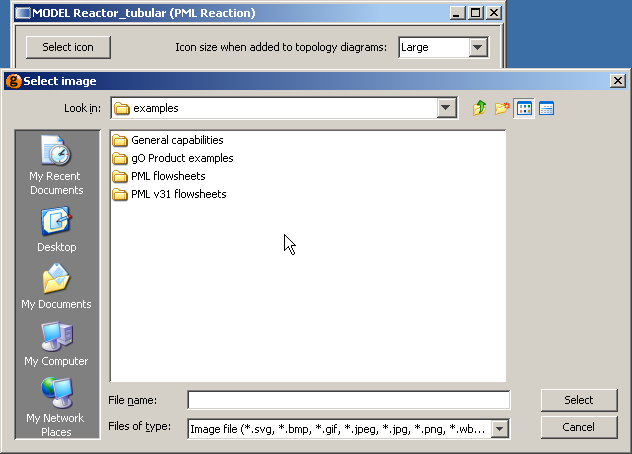 MODEL Reactor_tubular (PML Reaction)
Select icon
Icon size when added to topology diagrams:
Large
Select image
Look in:
examples
General capabilities
gO Product examples
PML flowsheets
PML v31 flowsheets
My Recent
Documents
Desktop
My Documents
My Computer
My Network
Places
File name:
Select
Files of type:
Image file (*.svg, *.bmp, *.gif, *.jpeg, *.jpg, *.png, *.wb...
Cancel